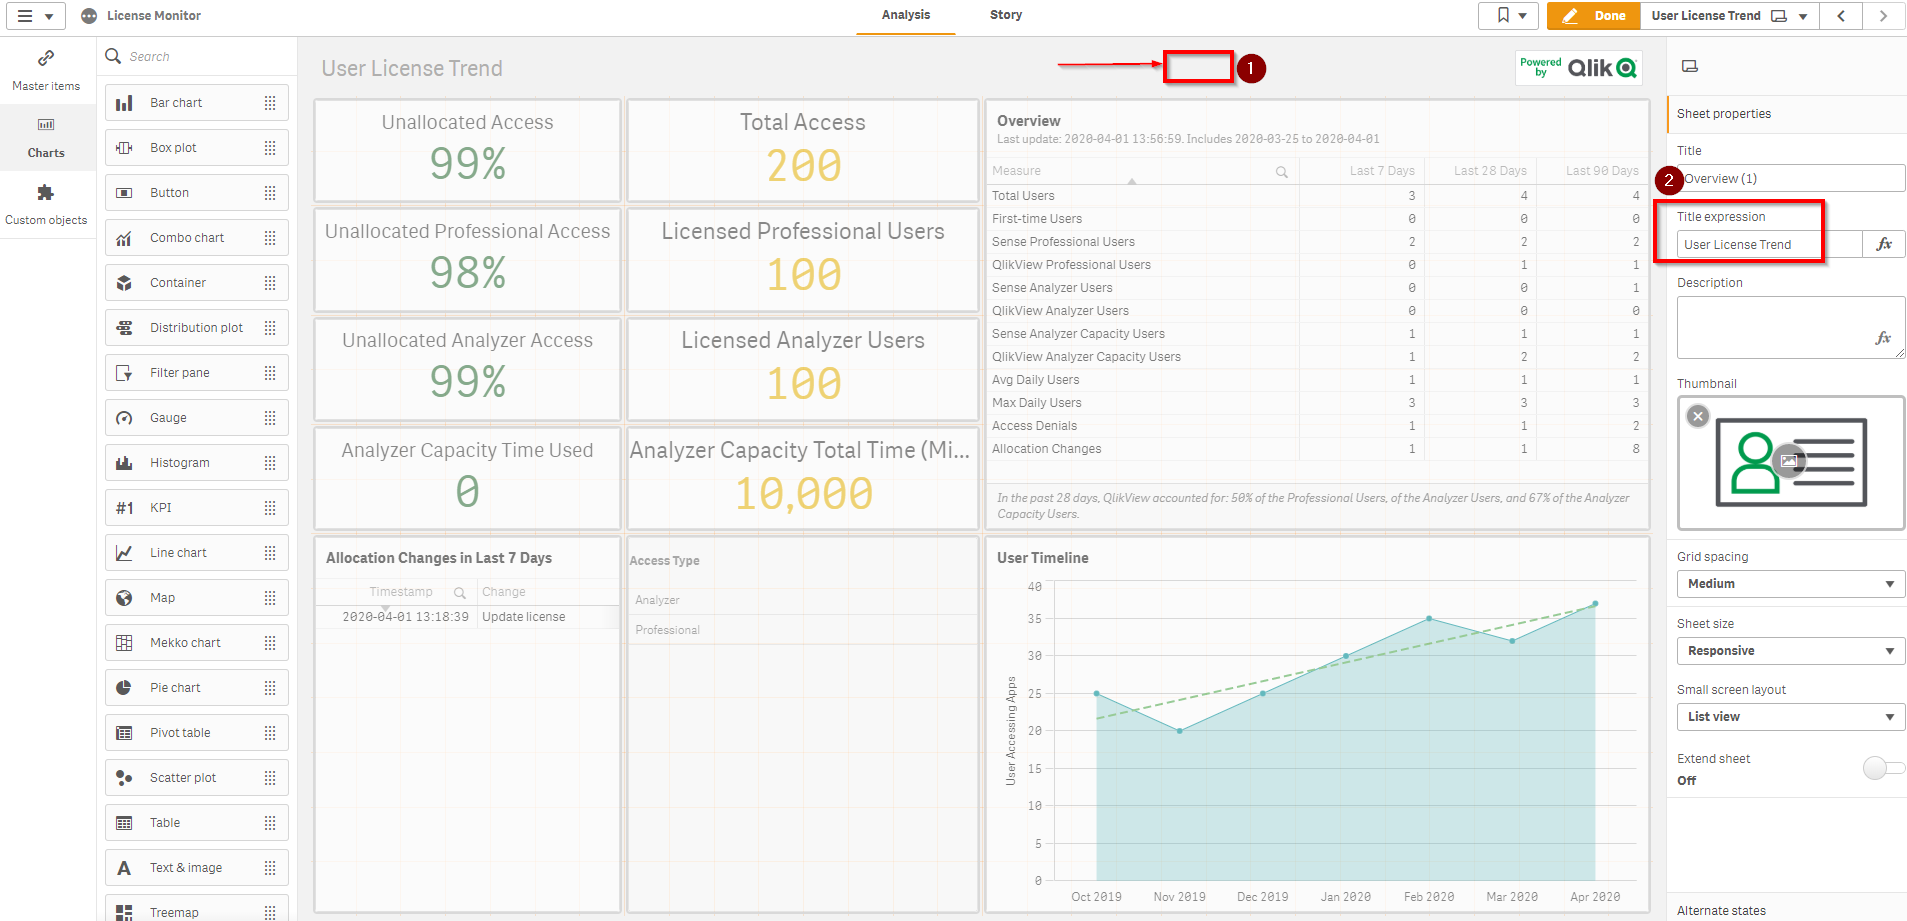 License Monitor
Analysis
Story
Done
User License Trend
Master items
Charts
Custom objects
Search
Bar chart
Box plot
Button
Combo chart
Container
Distribution plot
Filter pane
Gauge
Histogram
#1 KPI
Line chart
Map
Mekko chart
Pie chart
Pivot table
Scatter plot
Table
A Text & image
Treemap
User License Trend
1
Powered by Qlik
Unallocated Access
99%
Total Access
200
Unallocated Professional Access
98%
Licensed Professional Users
100
Unallocated Analyzer Access
99%
Licensed Analyzer Users
100
Analyzer Capacity Time Used
0
Analyzer Capacity Total Time (Mi...
10,000
Overview
Last update: 2020-04-01 13:56:59. Includes 2020-03-25 to 2020-04-01
Measure Last 7 Days Last 28 Days Last 90 Days
Total Users 3 4 4
First-time Users 0 0 0
Sense Professional Users 2 2 2
QlikView Professional Users 0 1 1
Sense Analyzer Users 0 0 1
QlikView Analyzer Users 0 0 0
Sense Analyzer Capacity Users 1 1 1
QlikView Analyzer Capacity Users 1 2 2
Avg Daily Users 1 1 1
Max Daily Users 3 3 3
Access Denials 1 1 2
Allocation Changes 1 1 8
In the past 28 days, QlikView accounted for: 50% of the Professional Users, of the Analyzer Users, and 67% of the Analyzer
Capacity Users.
Allocation Changes in Last 7 Days
Timestamp Change
2020-04-01 13:18:39 Update license
Access Type
Analyzer
Professional
User Timeline
User Accessing Apps
40
35
30
25
20
15
10
5
0
Oct 2019 Nov 2019 Dec 2019 Jan 2020 Feb 2020 Mar 2020 Apr 2020
Sheet properties
Title
2
Overview (1)
Title expression
User License Trend
fx
Description
fx
Thumbnail
Grid spacing
Medium
Sheet size
Responsive
Small screen layout
List view
Extend sheet
Off
Alternate states